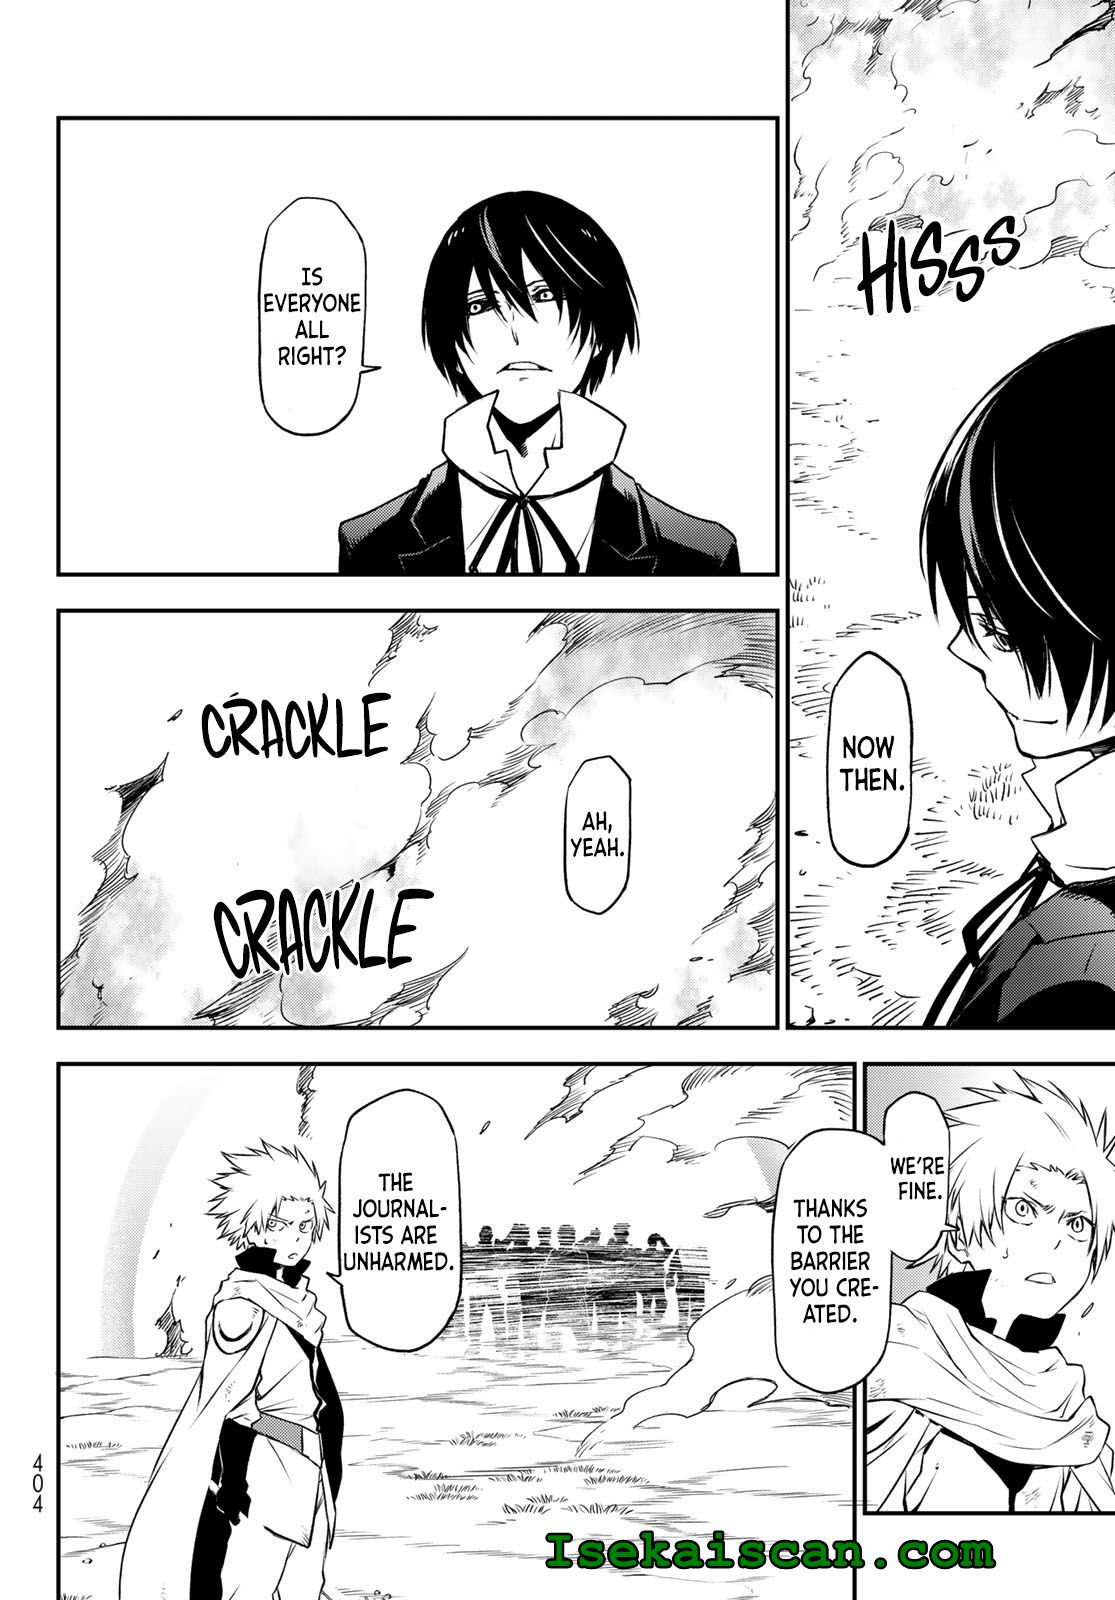 HISSS
NOW
THEN.
IS
EVERYONE
ALL
RIGHT?
CRACKLE
AH,
YEAH.
CRACKLE
WE'RE
FINE.
THANKS
TO THE
BARRIER
YOU CRE-
ATED.
THE
JOURNAL-
ISTS ARE
UNHARMED.
404
Isekaiscan.com